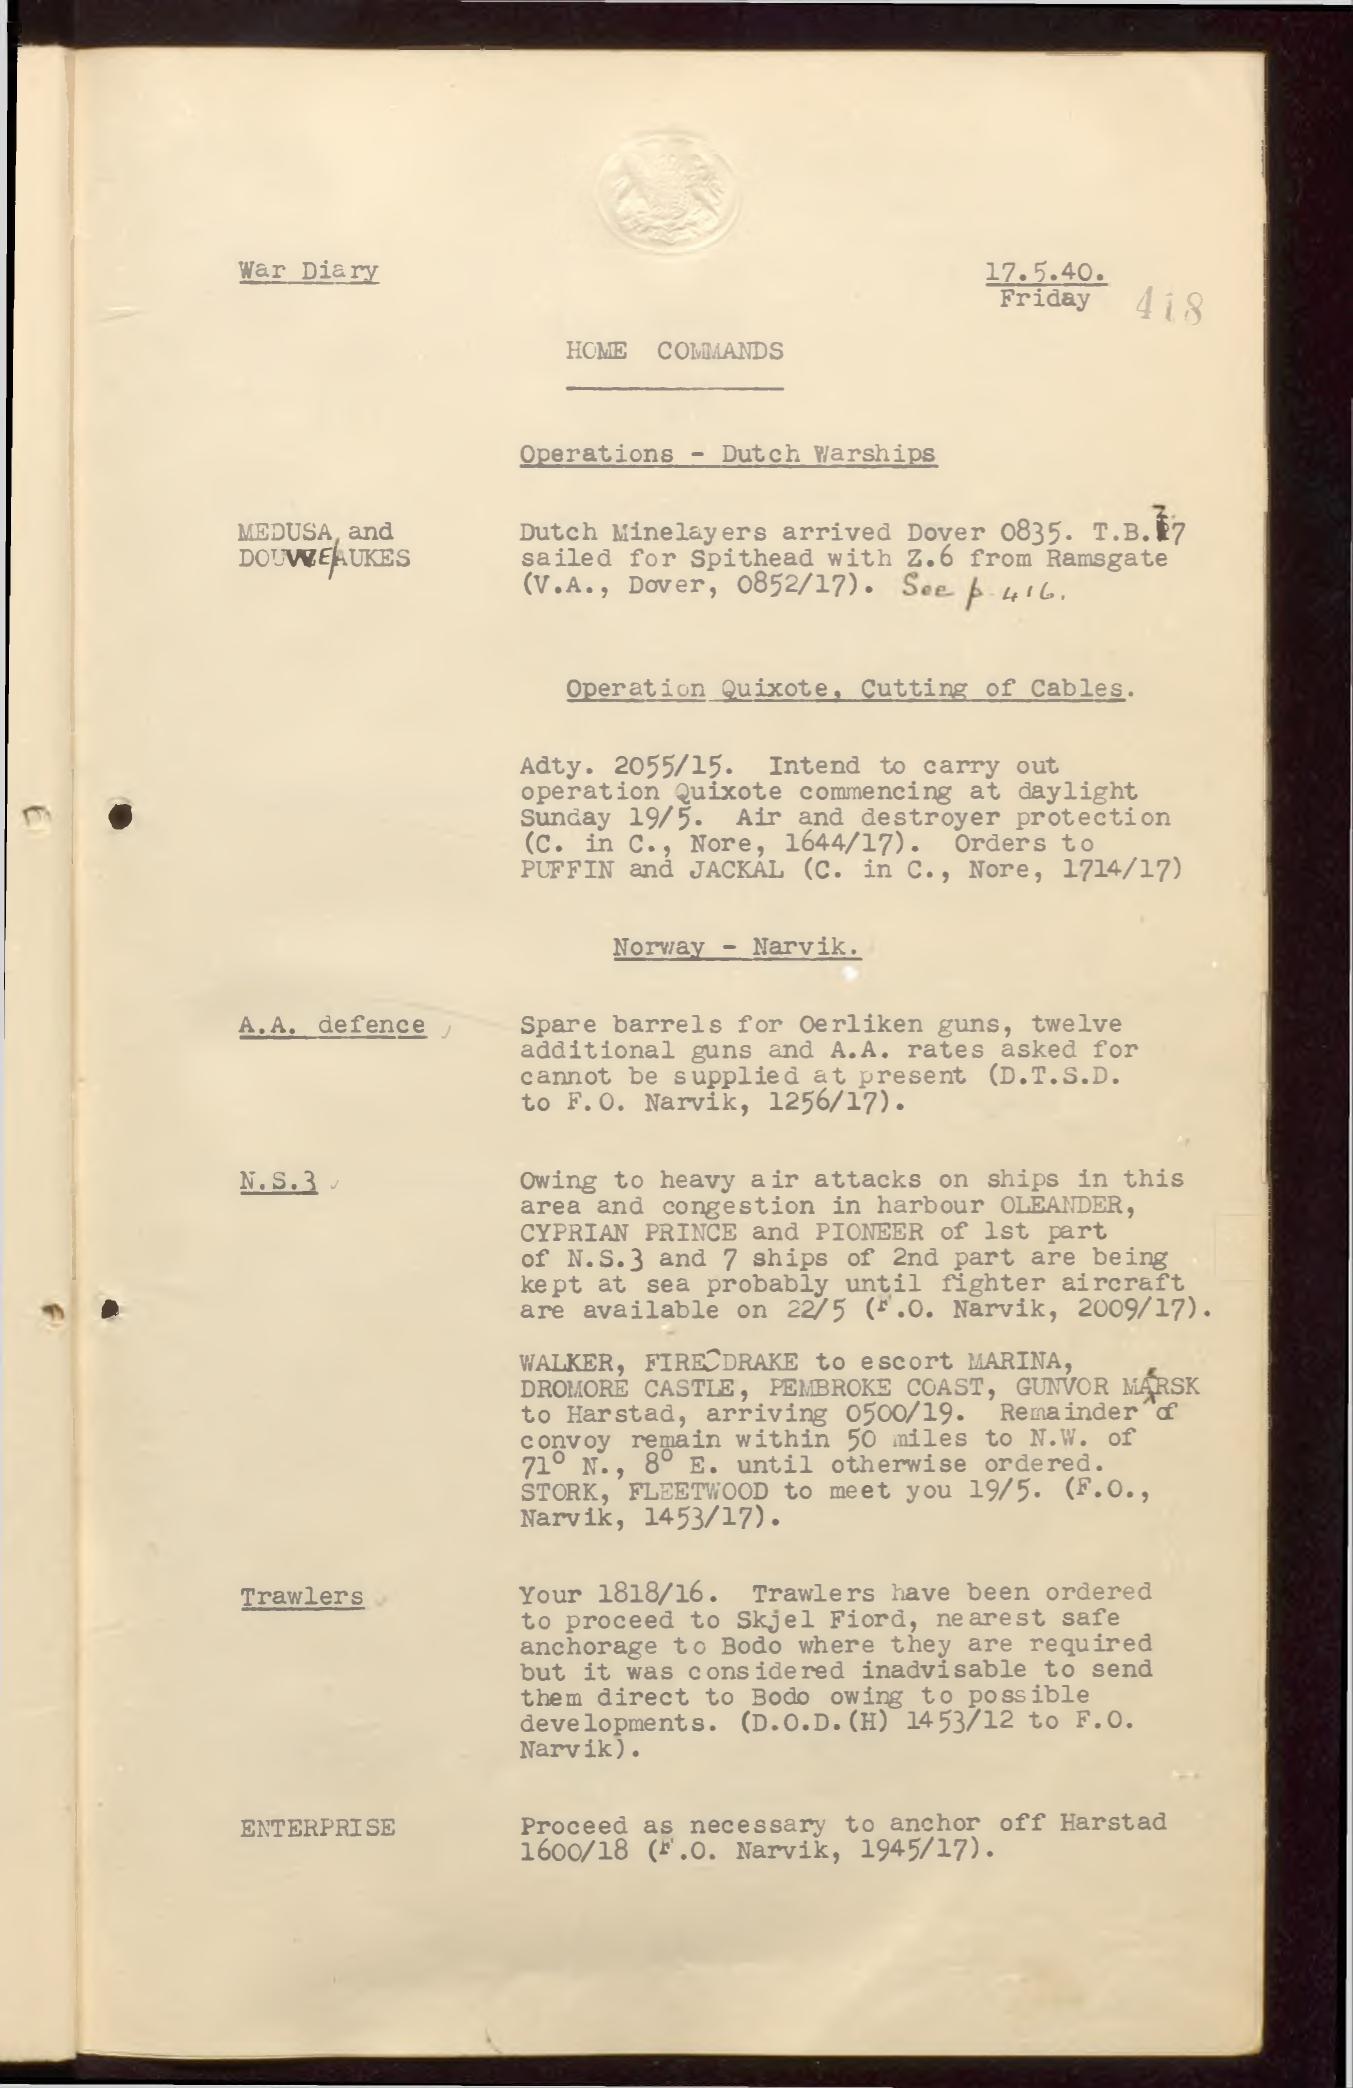 War Diary
17.5.40.
Friday
418
HOME COMMANDS
Operations - Dutch Warships
MEDUSA and
DOUWE/AUKES
Dutch Minelayers arrived Dover 0835. T.B.
sailed for Spithead with Z.6 from Ramsgate
(V.A., Dover, 0852/17). See p 416.
Operation Quixote, Cutting of Cables.
Adty. 2055/15. Intend to carry out
operation Quixote commencing at daylight
Sunday 19/5. Air and destroyer protection
(C. in C., Nore, 1644/17). Orders to
PUFFIN and JACKAL (C. in C., Nore, 1714/17)
Norway - Narvik.
A.A. defence
Spare barrels for Oerliken guns, twelve
additional guns and A.A. rates asked for
cannot be supplied at present (D.T.S.D.
to F.O. Narvik, 1256/17).
N.S.3
Owing to heavy air attacks on ships in this
area and congestion in harbour OLEANDER,
CYPRIAN PRINCE and PIONEER of 1st part
of N.S.3 and 7 ships of 2nd part are being
kept at sea probably until fighter aircraft
are available on 22/5 (F.O. Narvik, 2009/17).
WALKER, FIREDRAKE to escort MARINA,
DROMORE CASTLE, PEMBROKE COAST, GUNVOR MAERSK
to Harstad, arriving 0500/19. Remainder of
convoy remain within 50 miles to N.W. of
71° N., 8° E. until otherwise ordered.
STORK, FLEETWOOD to meet you 19/5. (F.O.,
Narvik, 1453/17).
Trawlers
Your 1818/16. Trawlers have been ordered
to proceed to Skjel Fiord, nearest safe
anchorage to Bodo where they are required
but it was considered inadvisable to send
them direct to Bodo owing to possible
developments. (D.O.D.(H) 1453/12 to F.O.
Narvik).
ENTERPRISE
Proceed as necessary to anchor off Harstad
1600/18 (F.O. Narvik, 1945/17).